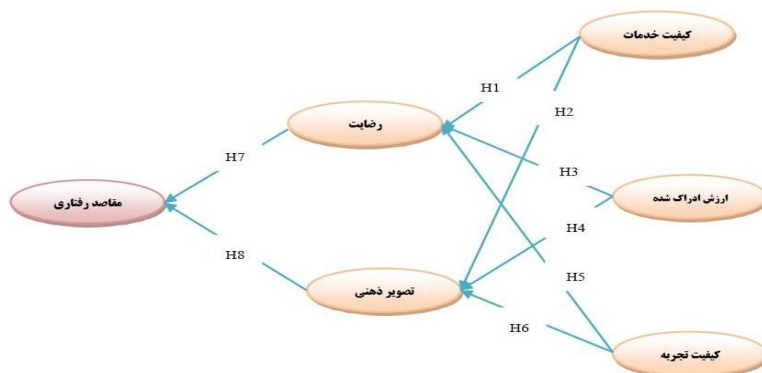 کیفیت خدمات
H1
H2
رضایت
H7
H3
ارزش ادراک شده
مقاصد رفتاری
H4
H8
تصویر ذهنی
H5
H6
کیفیت تجربه